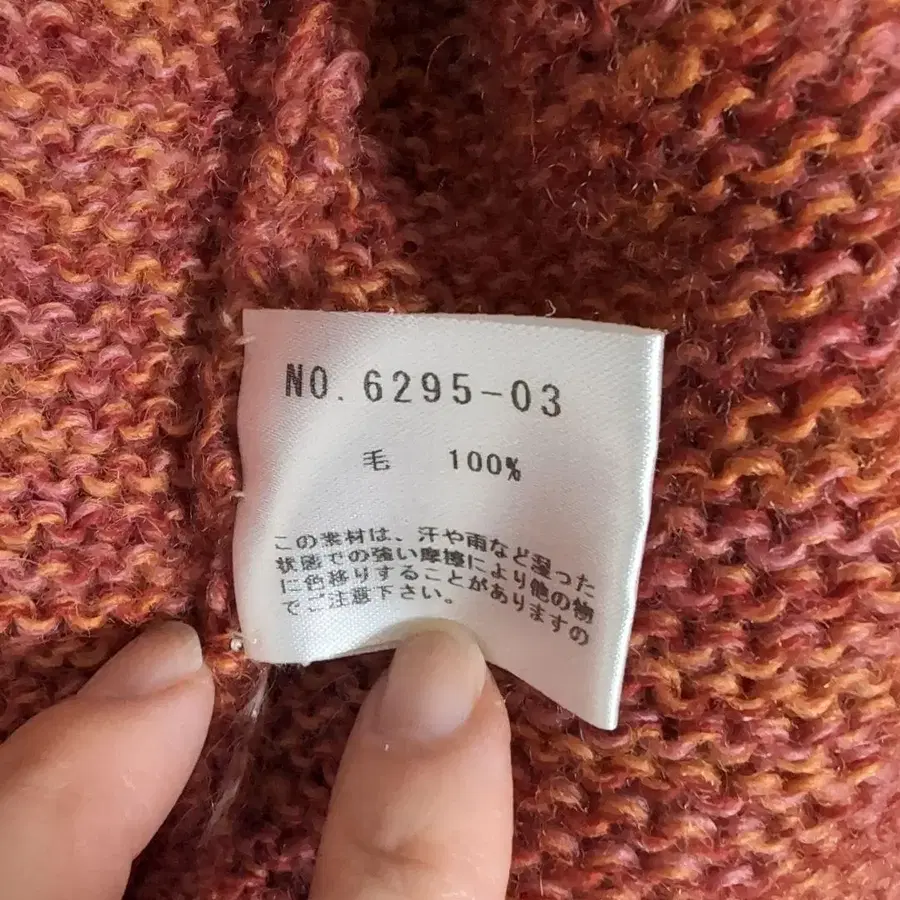 NO. 6295-03
毛 100%
この素材は、汗や雨など湿った
状態での強い摩擦により他の物
に色移りすることがありますの
でご注意下さい。